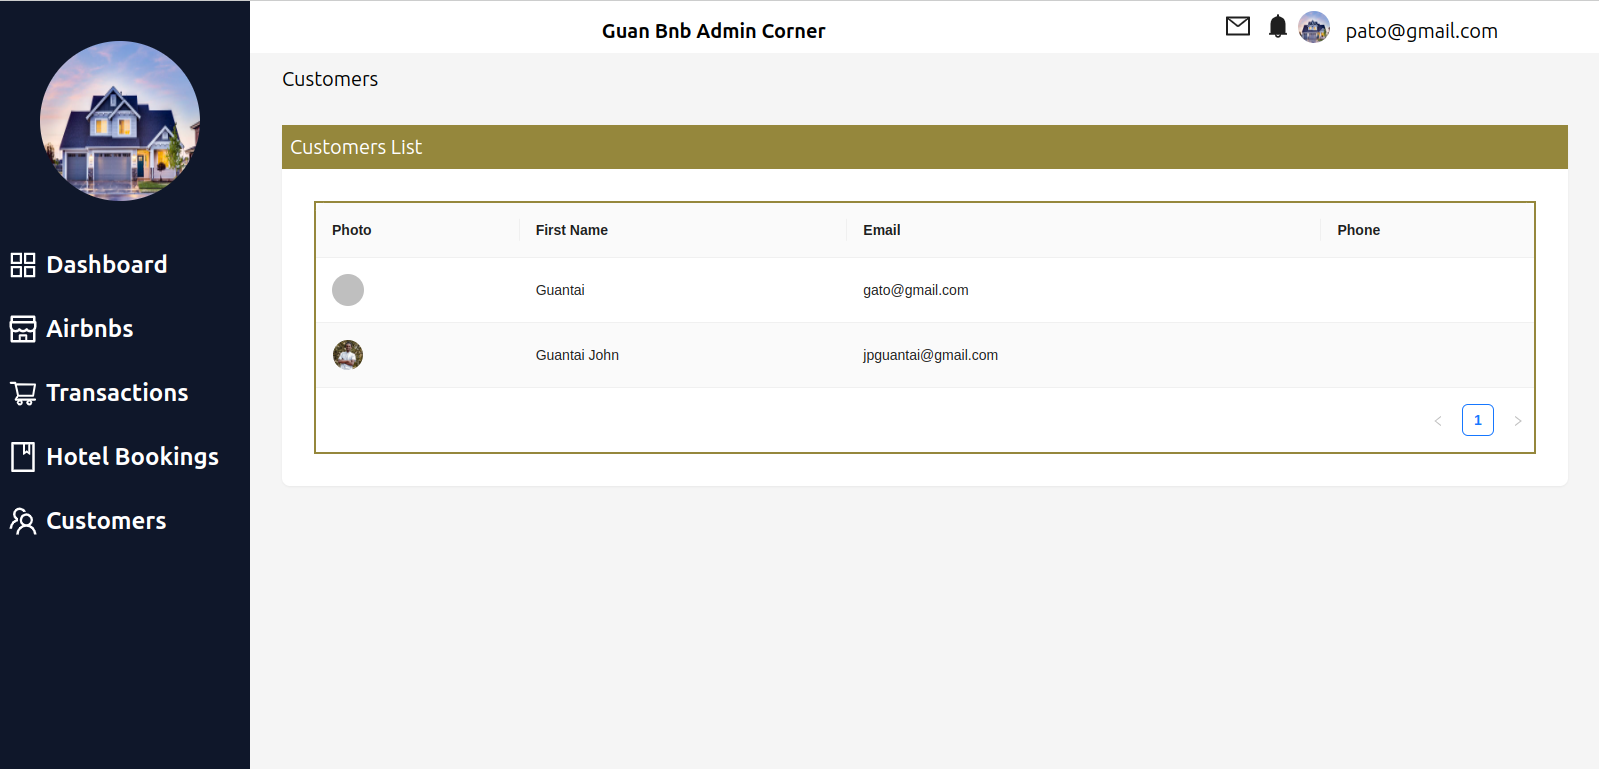 Guan Bnb Admin Corner
pato@gmail.com
Dashboard
Airbnbs
Transactions
Hotel Bookings
Customers
Customers
Customers List
Photo First Name Email Phone
Guantai gato@gmail.com
Guantai John jpguantai@gmail.com
< 1 >